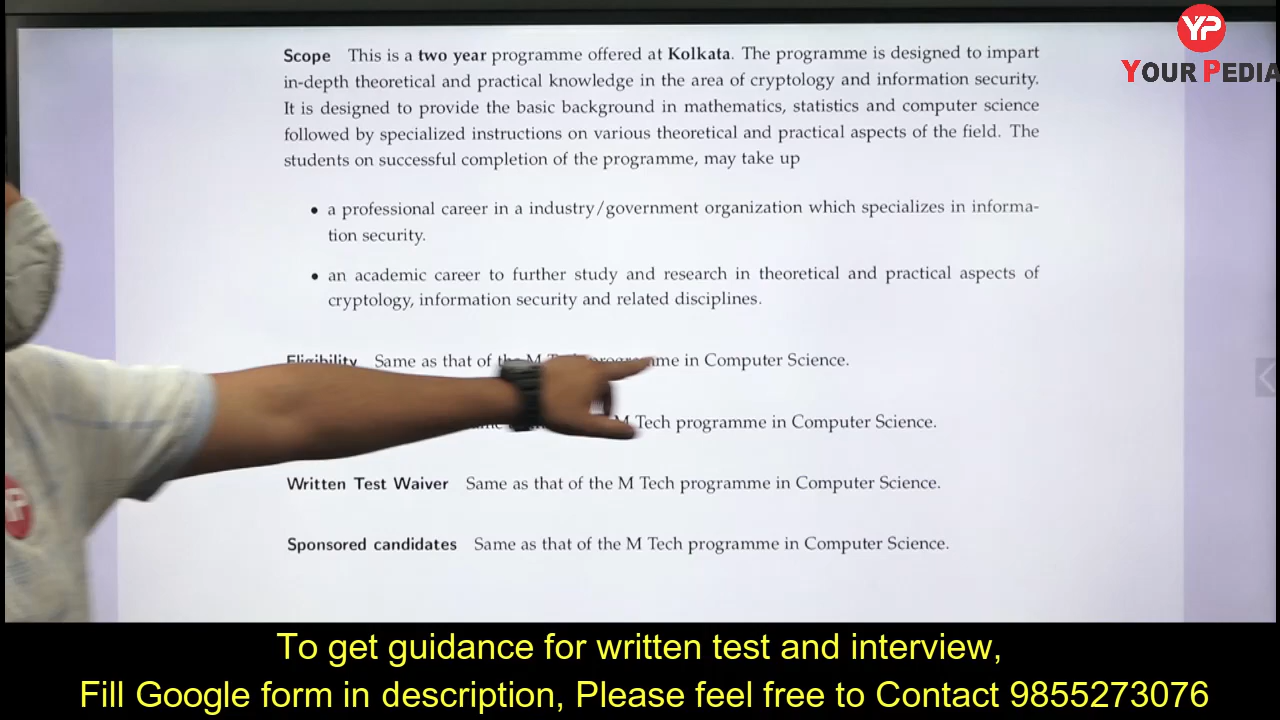 YP
YOUR PEDIA
Scope This is a two year programme offered at Kolkata. The programme is designed to impart
in-depth theoretical and practical knowledge in the area of cryptology and information security.
It is designed to provide the basic background in mathematics, statistics and computer science
followed by specialized instructions on various theoretical and practical aspects of the field. The
students on successful completion of the programme, may take up
• a professional career in a industry/government organization which specializes in informa-
tion security.
• an academic career to further study and research in theoretical and practical aspects of
cryptology, information security and related disciplines.
Eligibility Same as that of the M Tech programme in Computer Science.
M Tech programme in Computer Science.
Written Test Waiver Same as that of the M Tech programme in Computer Science.
Sponsored candidates Same as that of the M Tech programme in Computer Science.
To get guidance for written test and interview,
Fill Google form in description, Please feel free to Contact 9855273076